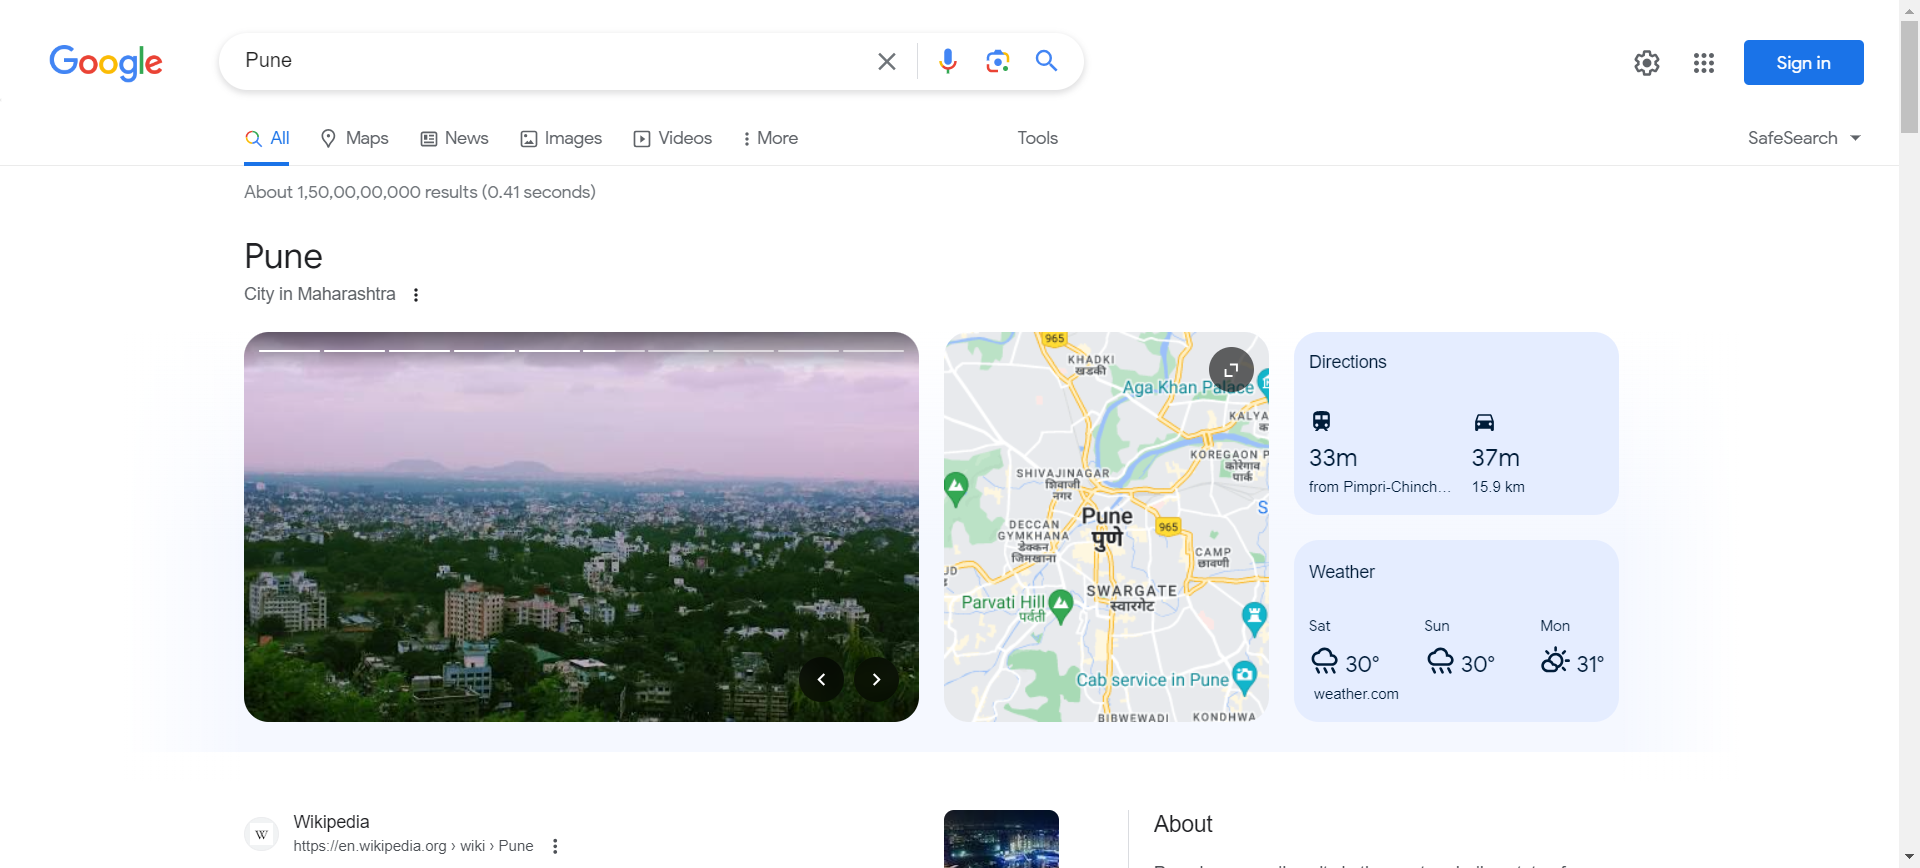 Google
Pune
Sign in
All
Maps
News
Images
Videos
More
Tools
SafeSearch
About 1,50,00,00,000 results (0.41 seconds)
Pune
City in Maharashtra
965
KHADKI
खडकी
Aga Khan Palace
KALYA
KOREGAON P
कोरेगाव
पार्क
SHIVAJINAGAR
शिवाजी
नगर
S
Pune
पुणे
965
DECCAN
GYMKHANA
डेक्कन
जिमखाना
CAMP
छावणी
UD
SWARGATE
स्वारगेट
Parvati Hill
पर्वती
Cab service in Pune
BIBWEWADI
KONDHWA
Directions
33m
37m
from Pimpri-Chinch...
15.9 km
Weather
Sat
Sun
Mon
30°
30°
31°
weather.com
W
Wikipedia
https://en.wikipedia.org › wiki › Pune
About